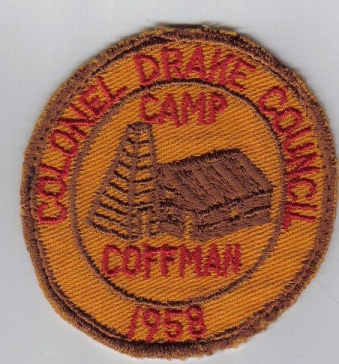 COLONEL DRAKE COUNCIL
CAMP
COFFMAN
1958